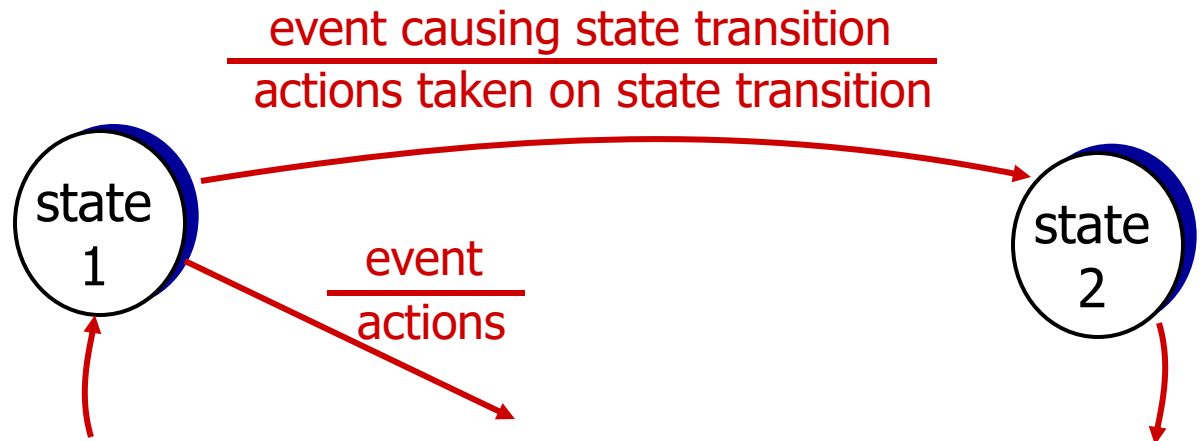 event causing state transition
actions taken on state transition
state
1
event
actions
state
2